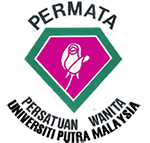 PERMATA
PERSATUAN WANITA
UNIVERSITI PUTRA MALAYSIA